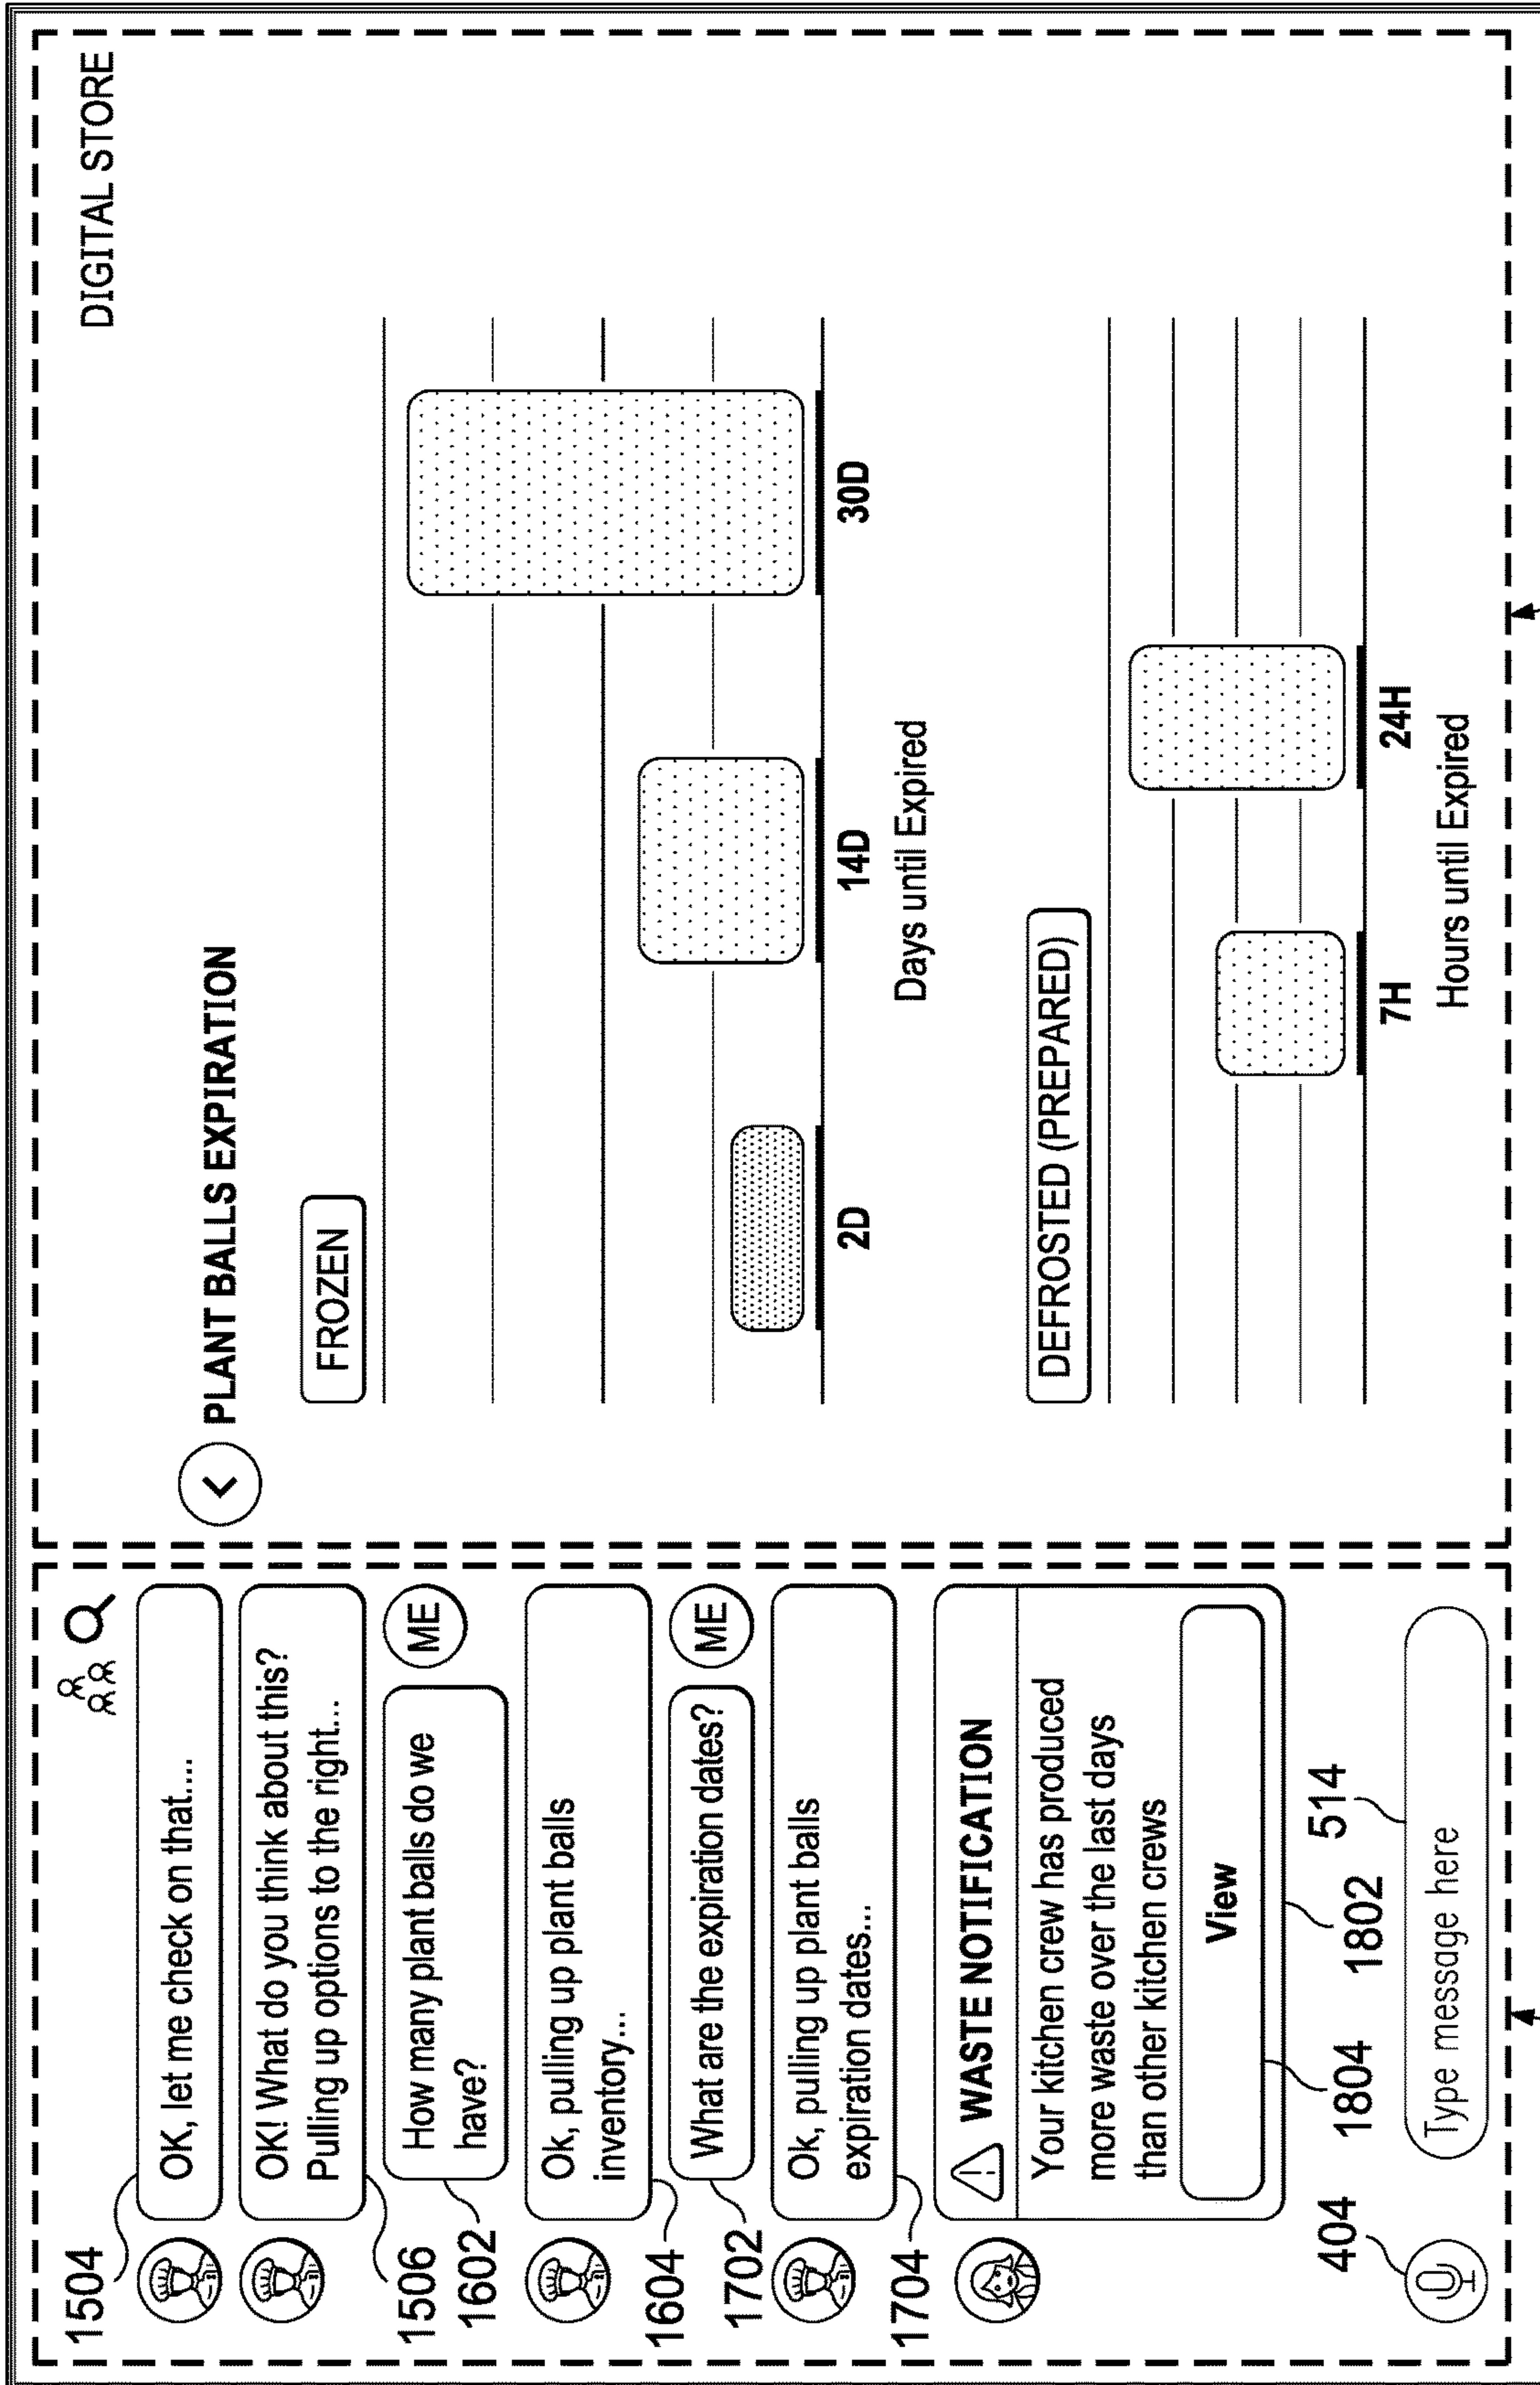 1504
OK, let me check on that....
OK! What do you think about this?
Pulling up options to the right...
1506
1602
How many plant balls do we
have?
ME
Ok, pulling up plant balls
inventory...
1604
1702
What are the expiration dates?
ME
Ok, pulling up plant balls
expiration dates...
1704
WASTE NOTIFICATION
Your kitchen crew has produced
more waste over the last days
than other kitchen crews
View
1804
1802
514
404
Type message here
DIGITAL STORE
PLANT BALLS EXPIRATION
FROZEN
2D
14D
30D
Days until Expired
DEFROSTED (PREPARED)
7H
24H
Hours until Expired